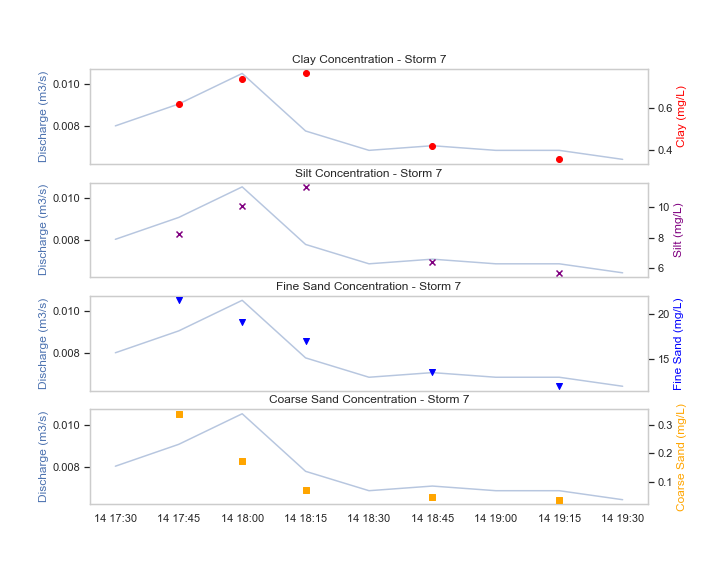 Clay Concentration - Storm 7
Discharge (m3/s)
0.010
0.008
0.6
0.4
Clay (mg/L)
Silt Concentration - Storm 7
Discharge (m3/s)
0.010
0.008
10
8
6
Silt (mg/L)
Fine Sand Concentration - Storm 7
Discharge (m3/s)
0.010
0.008
20
15
Fine Sand (mg/L)
Coarse Sand Concentration - Storm 7
Discharge (m3/s)
0.010
0.008
0.3
0.2
0.1
Coarse Sand (mg/L)
14 17:30 14 17:45 14 18:00 14 18:15 14 18:30 14 18:45 14 19:00 14 19:15 14 19:30